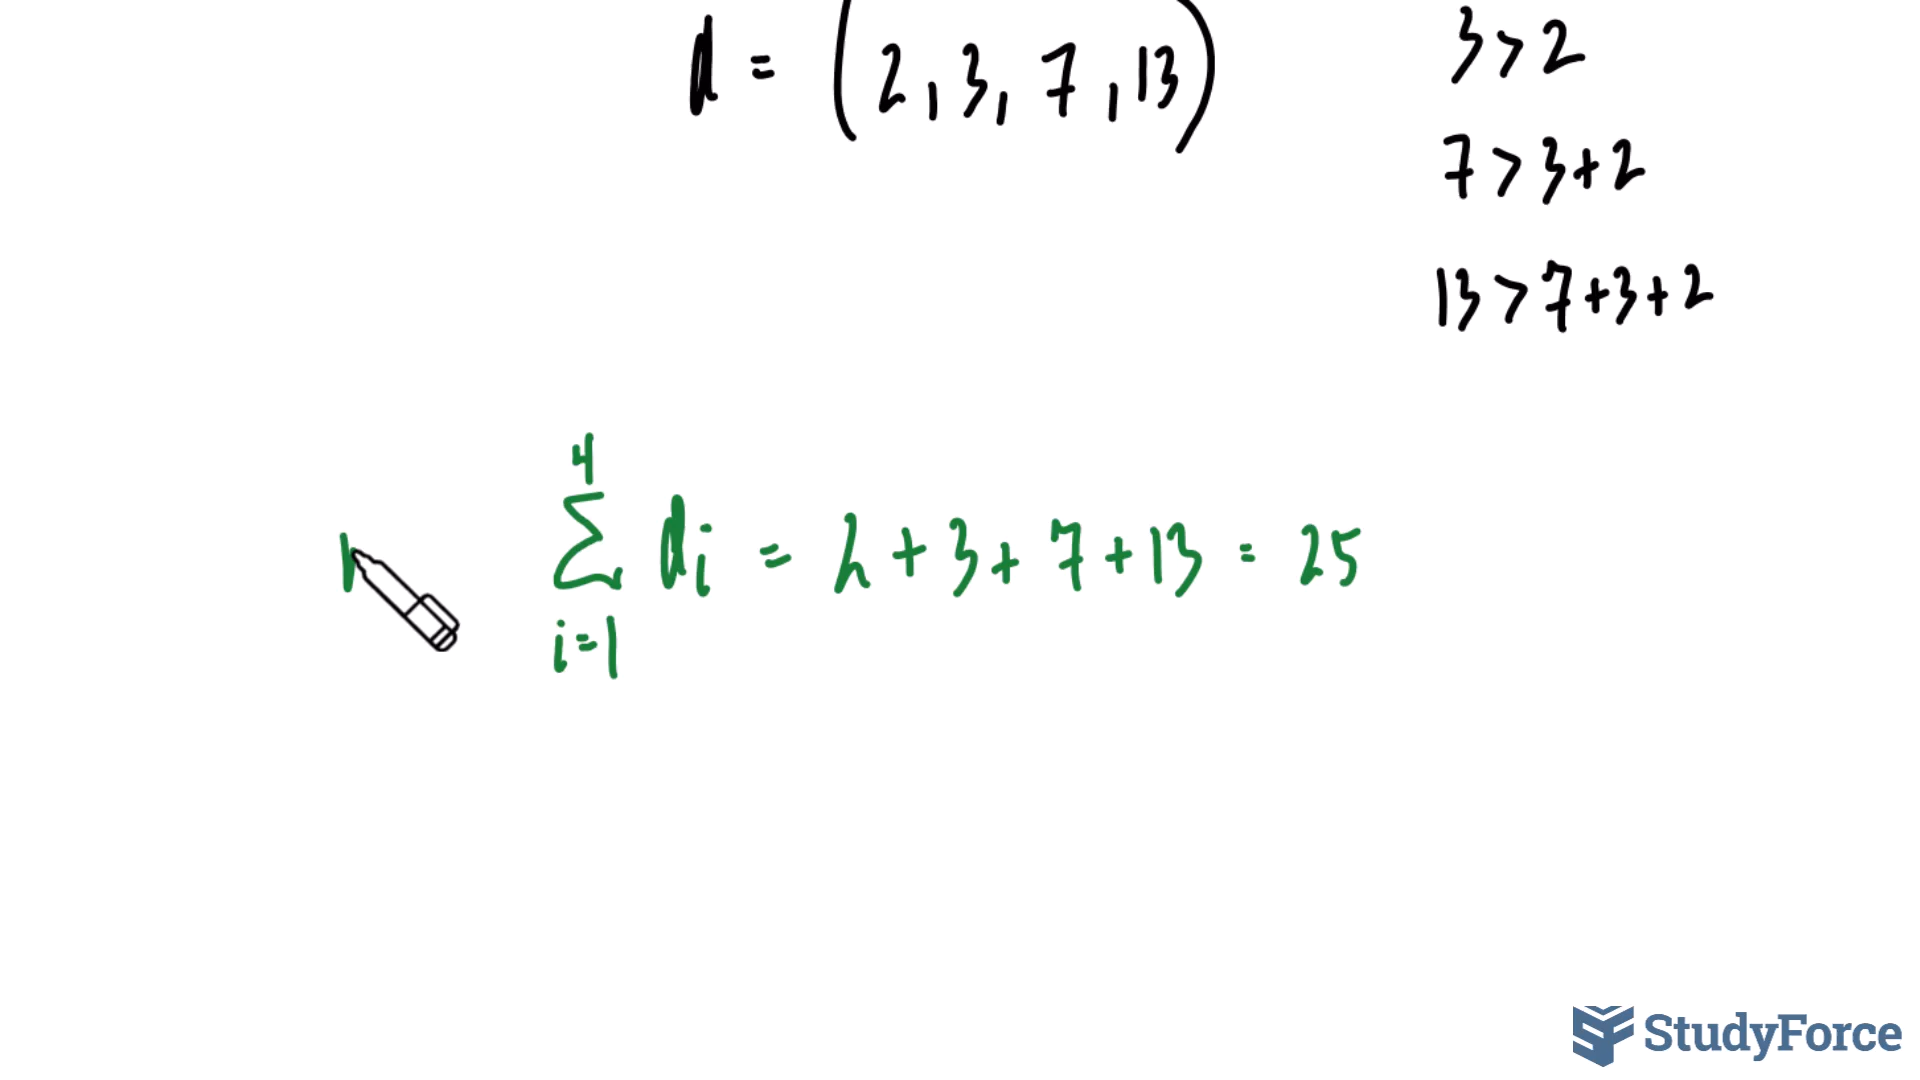 d = (2, 3, 7, 13)
3 > 2
7 > 3 + 2
13 > 7 + 3 + 2
4
∑ di = 2 + 3 + 7 + 13 = 25
i = 1
StudyForce